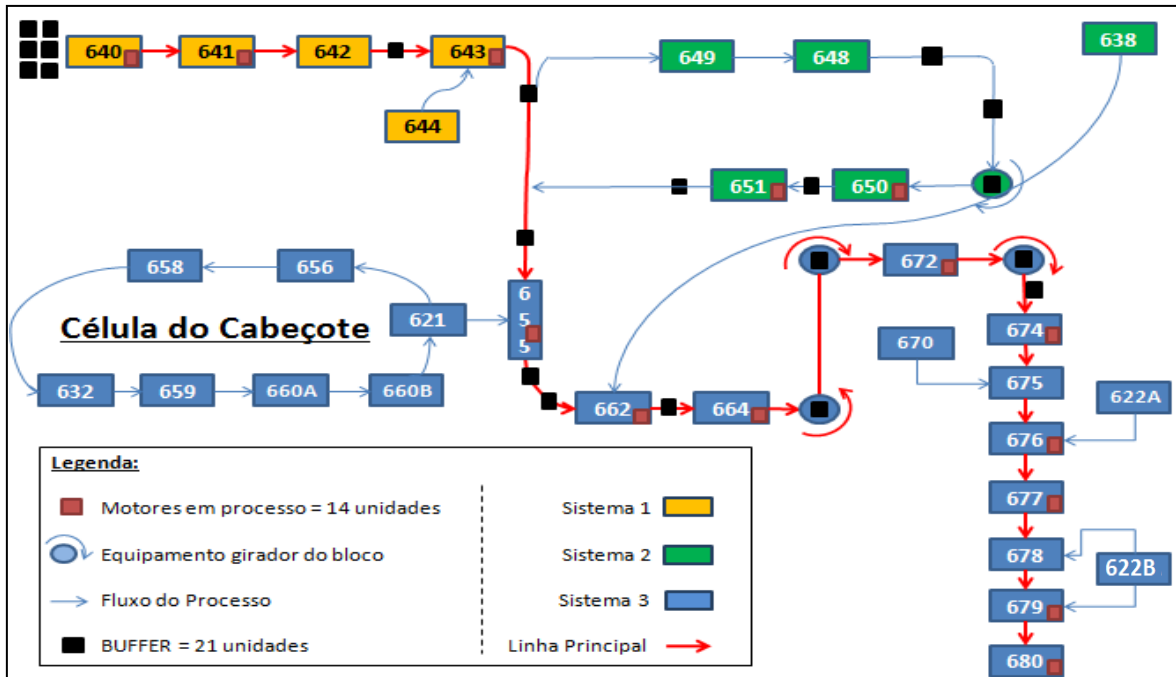 640
641
642
643
644
649
648
638
651
650
658
656
621
Célula do Cabeçote
632
659
660A
660B
6
5
5
662
664
672
674
670
675
622A
676
677
678
622B
679
680
Legenda:
Motores em processo = 14 unidades
Equipamento girador do bloco
Fluxo do Processo
BUFFER = 21 unidades
Sistema 1
Sistema 2
Sistema 3
Linha Principal